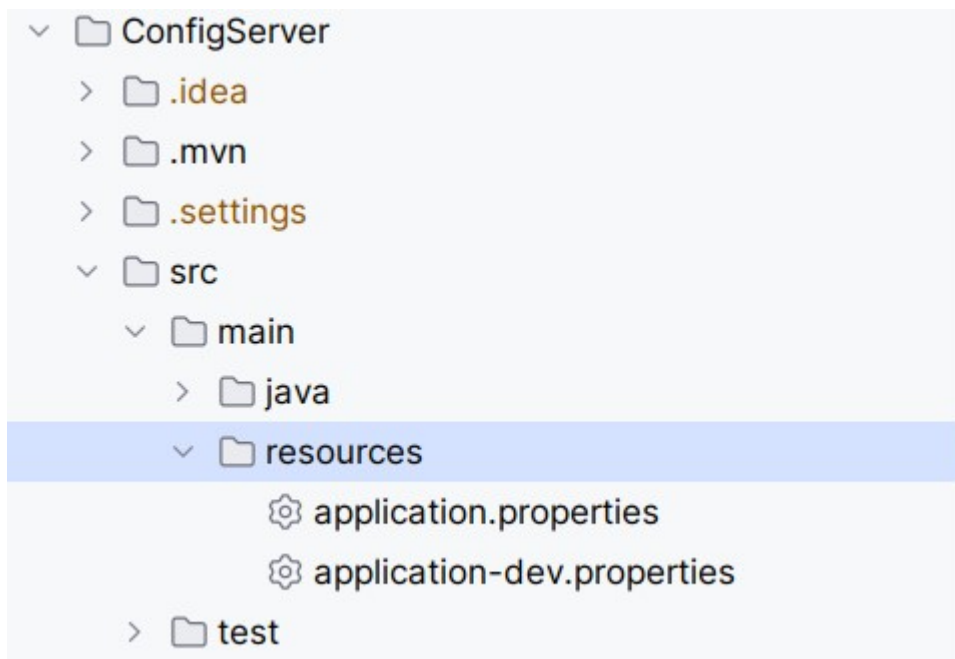 ConfigServer
.idea
.mvn
.settings
src
main
java
resources
application.properties
application-dev.properties
test